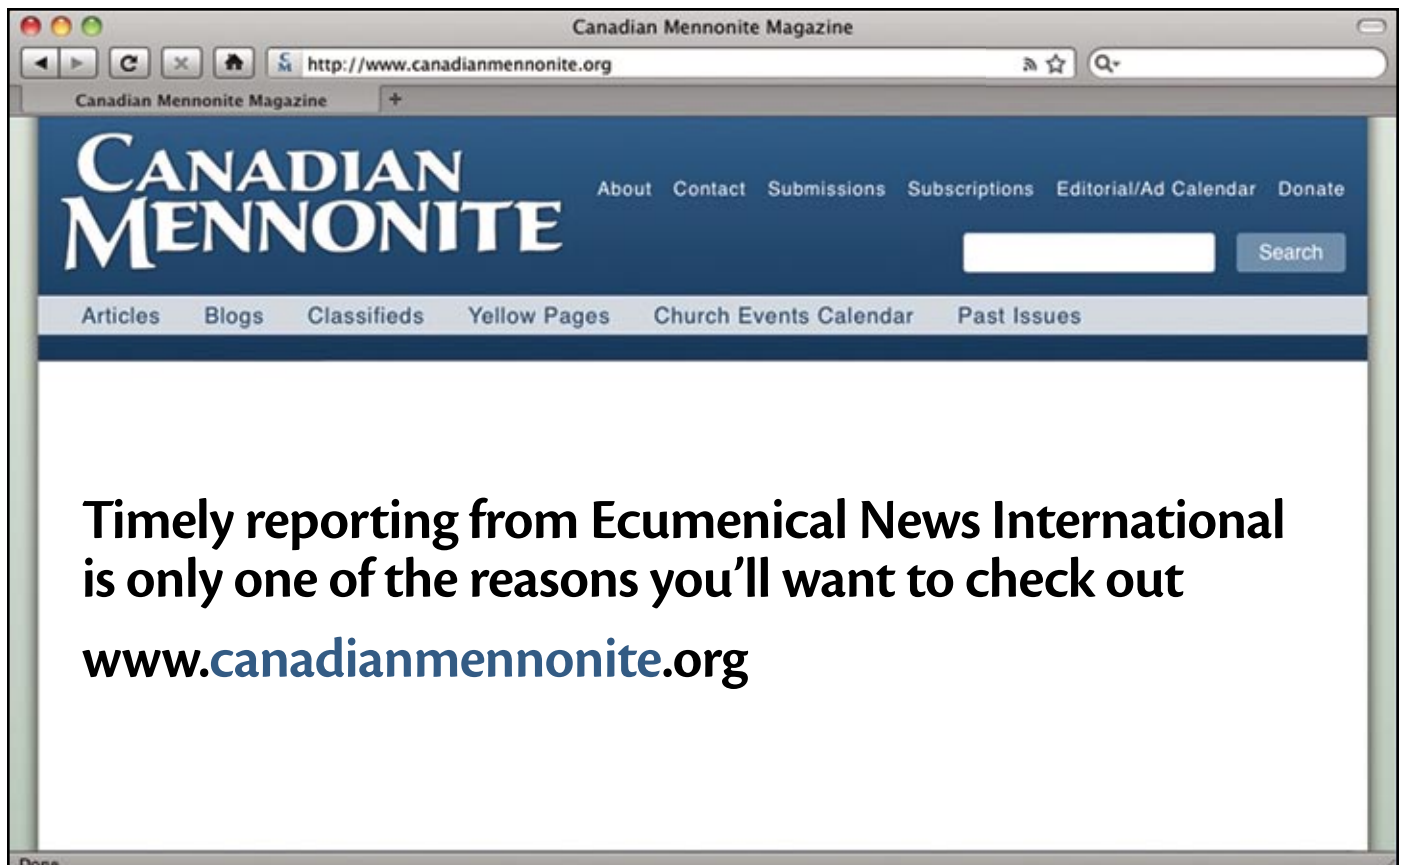 Canadian Mennonite Magazine
http://www.canadianmennonite.org
Canadian Mennonite Magazine +
CANADIAN
MENNONITE
About Contact Submissions Subscriptions Editorial/Ad Calendar Donate
Search
Articles Blogs Classifieds Yellow Pages Church Events Calendar Past Issues
Timely reporting from Ecumenical News International
is only one of the reasons you’ll want to check out
www.canadianmennonite.org
Done